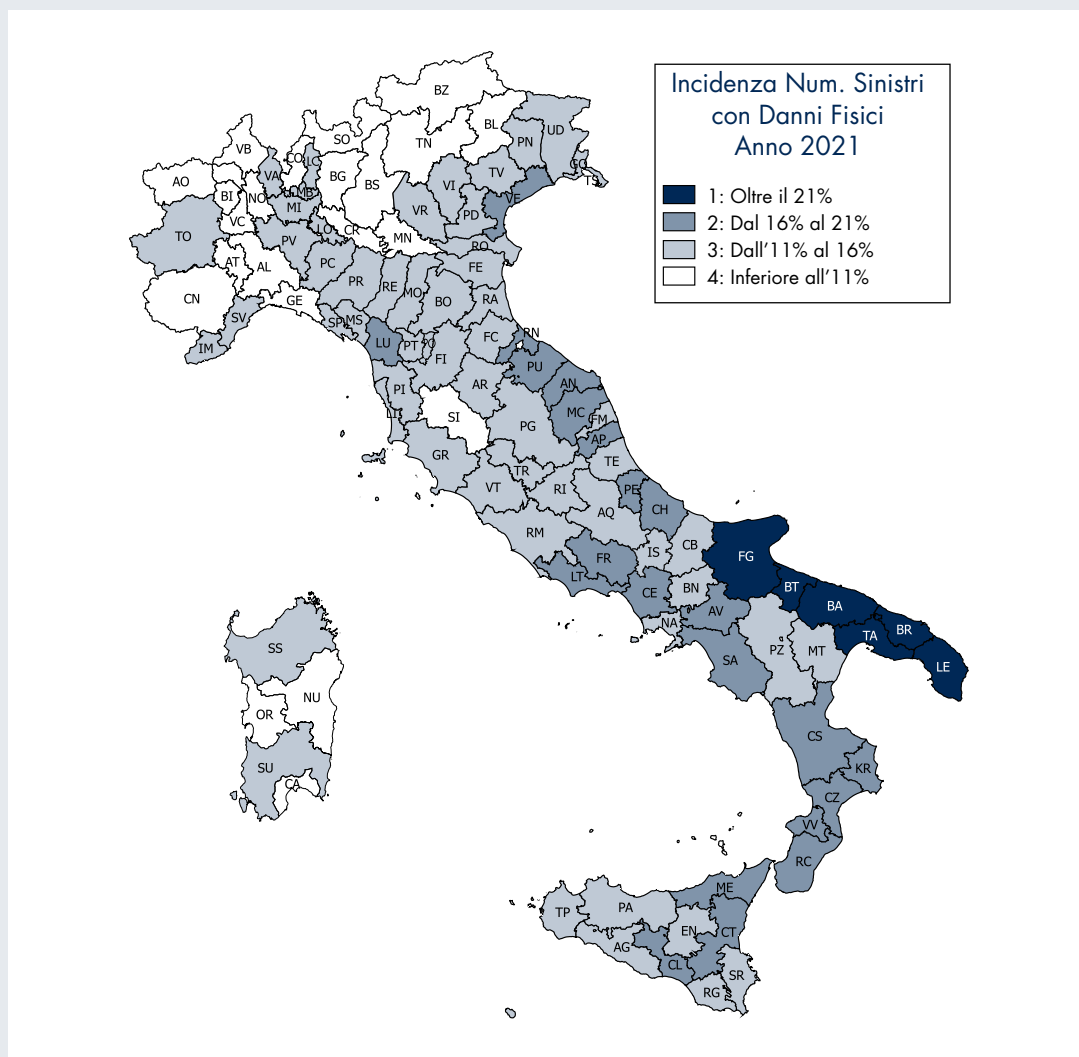 Incidenza Num. Sinistri
con Danni Fisici
Anno 2021
1: Oltre il 21%
2: Dal 16% al 21%
3: Dall'11% al 16%
4: Inferiore all'11%
BZ
BL
UD
SO
TN
PN
VB
CO
LC
GO
TS
AO
VA
BG
BS
VI
TV
VE
BI
NO
MB
MI
VR
PD
VC
LO
CR
MN
TO
PV
RO
AT
AL
PC
FE
CN
GE
PR
RE
MO
BO
RA
SV
SP
MS
IM
LU
PT
PO
FI
FC
RN
PU
PI
AR
AN
LI
SI
MC
FM
PG
AP
GR
TE
TR
VT
RI
PE
AQ
CH
RM
IS
CB
FR
FG
LT
CE
BN
BT
BA
AV
NA
TA
BR
SS
SA
PZ
MT
LE
NU
OR
CS
SU
KR
CA
CZ
VV
RC
ME
TP
PA
EN
CT
AG
CL
SR
RG